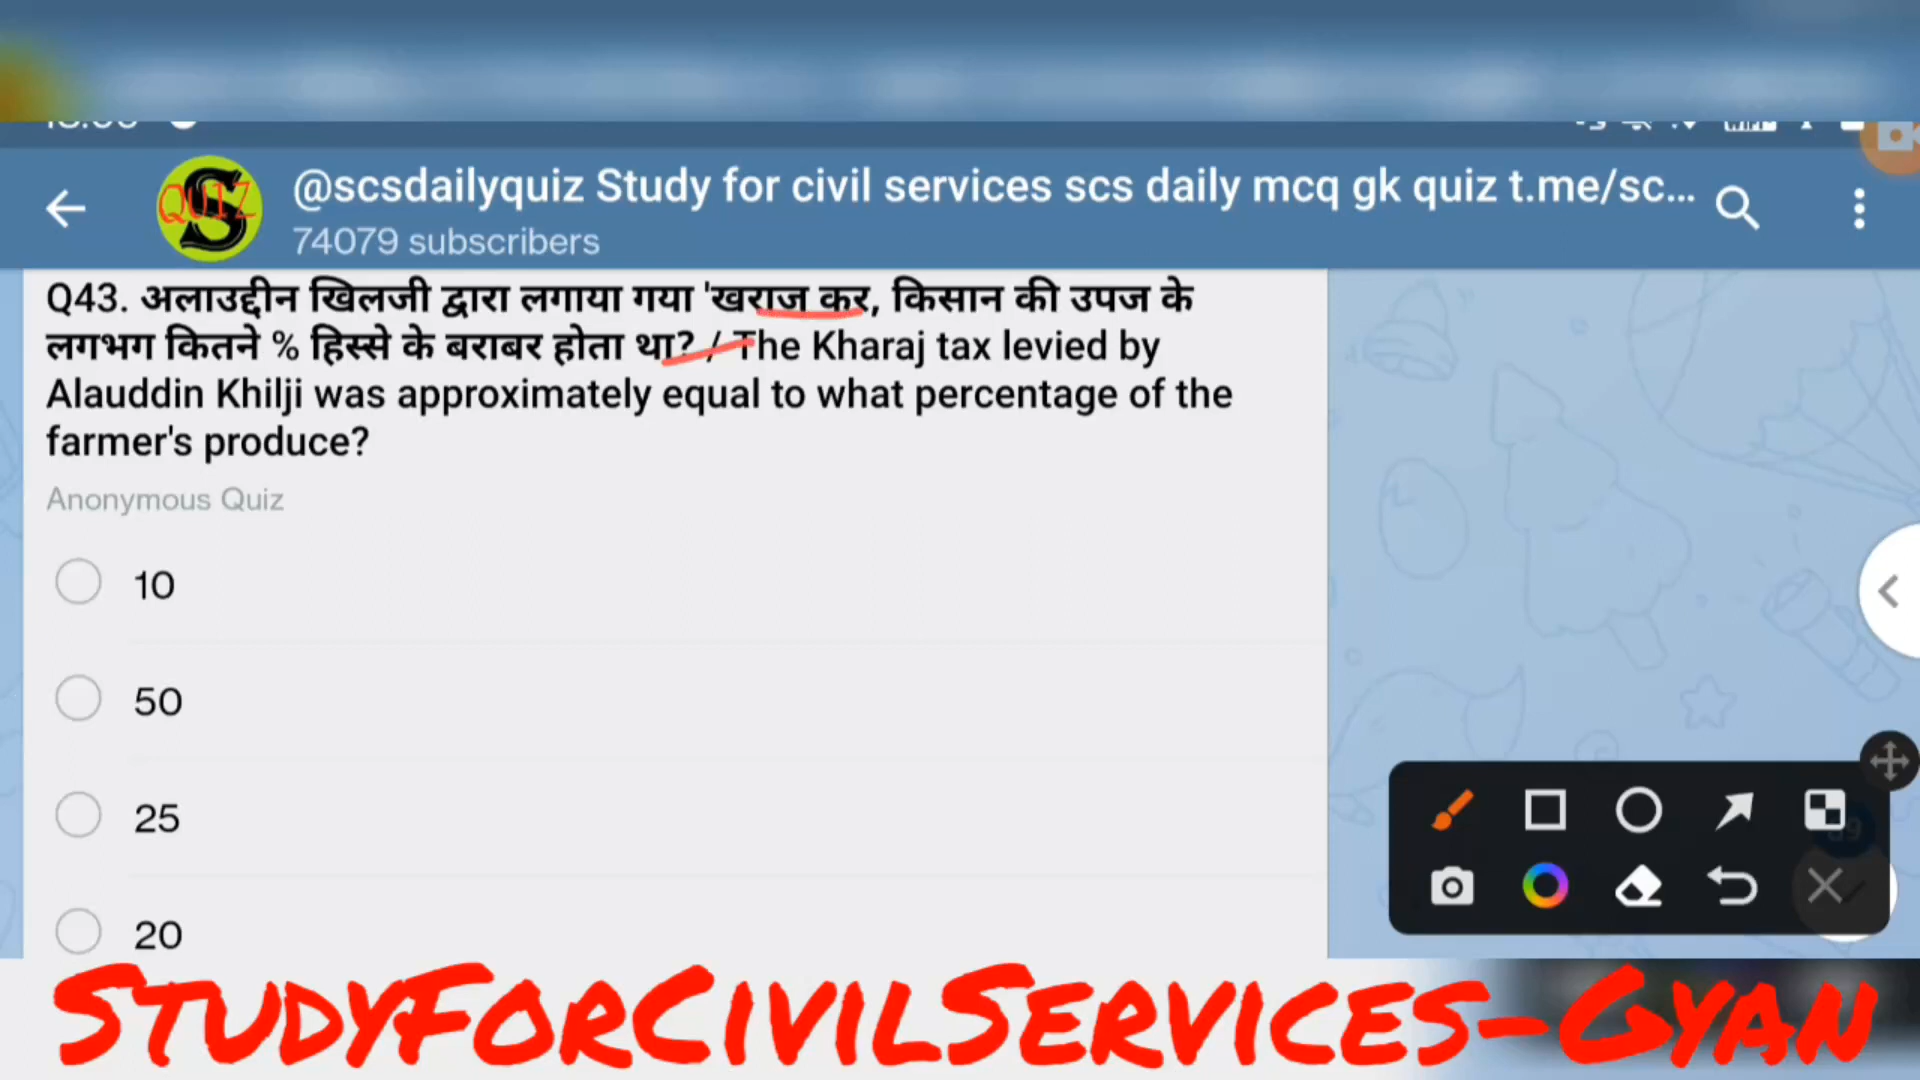 @scsdailyquiz Study for civil services scs daily mcq gk quiz t.me/sc...
74079 subscribers
Q43. अलाउद्दीन खिलजी द्वारा लगाया गया 'खराज कर, किसान की उपज के
लगभग कितने % हिस्से के बराबर होता था? / The Kharaj tax levied by
Alauddin Khilji was approximately equal to what percentage of the
farmer's produce?
Anonymous Quiz
10
50
25
20
StudyForCivilServices-Gyan